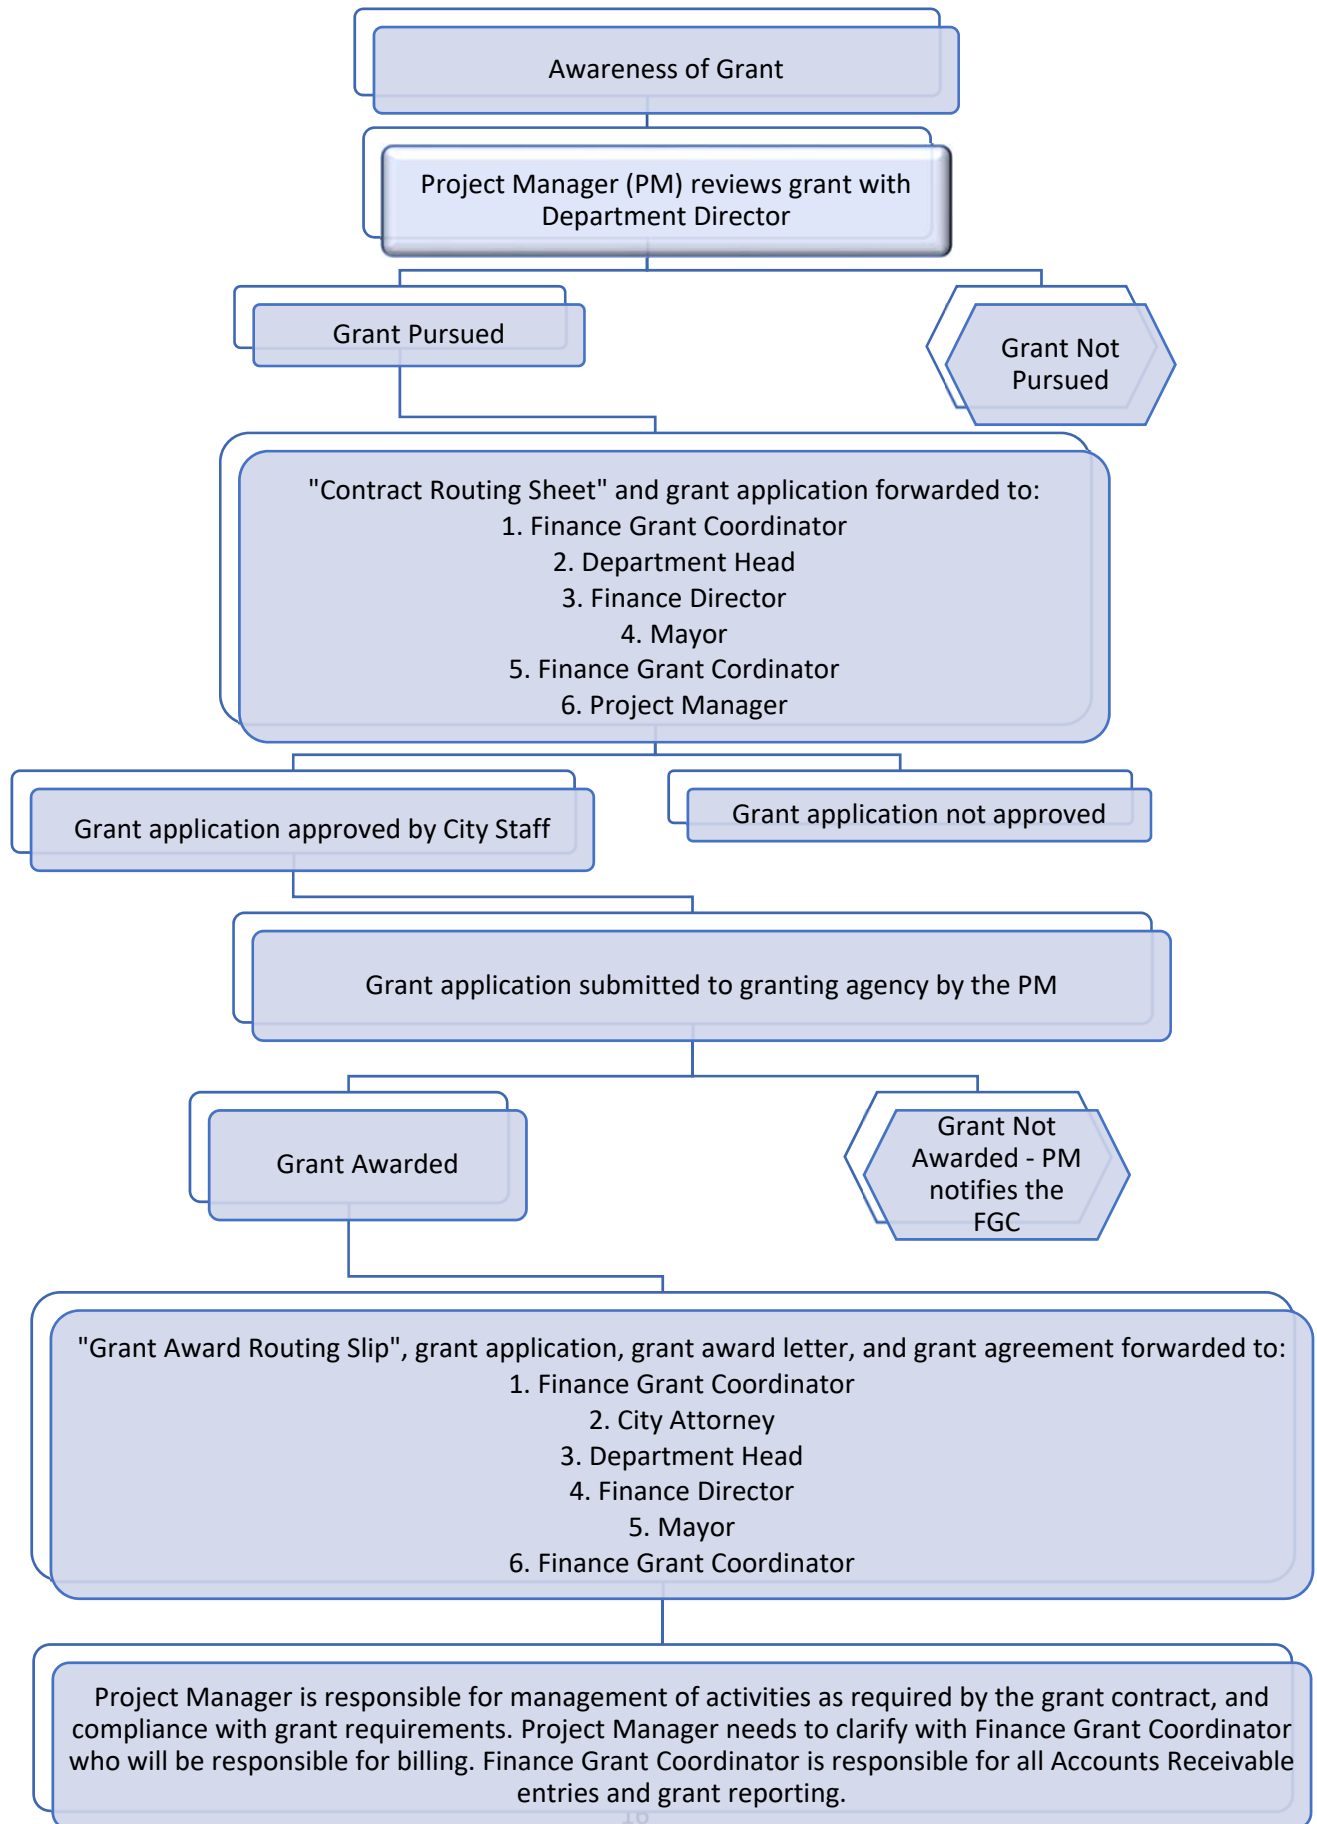 Awareness of Grant
Project Manager (PM) reviews grant with
Department Director
Grant Pursued
Grant Not
Pursued
"Contract Routing Sheet" and grant application forwarded to:
1. Finance Grant Coordinator
2. Department Head
3. Finance Director
4. Mayor
5. Finance Grant Cordinator
6. Project Manager
Grant application approved by City Staff
Grant application not approved
Grant application submitted to granting agency by the PM
Grant Awarded
Grant Not
Awarded - PM
notifies the
FGC
"Grant Award Routing Slip", grant application, grant award letter, and grant agreement forwarded to:
1. Finance Grant Coordinator
2. City Attorney
3. Department Head
4. Finance Director
5. Mayor
6. Finance Grant Coordinator
Project Manager is responsible for management of activities as required by the grant contract, and
compliance with grant requirements. Project Manager needs to clarify with Finance Grant Coordinator
who will be responsible for billing. Finance Grant Coordinator is responsible for all Accounts Receivable
entries and grant reporting.
16